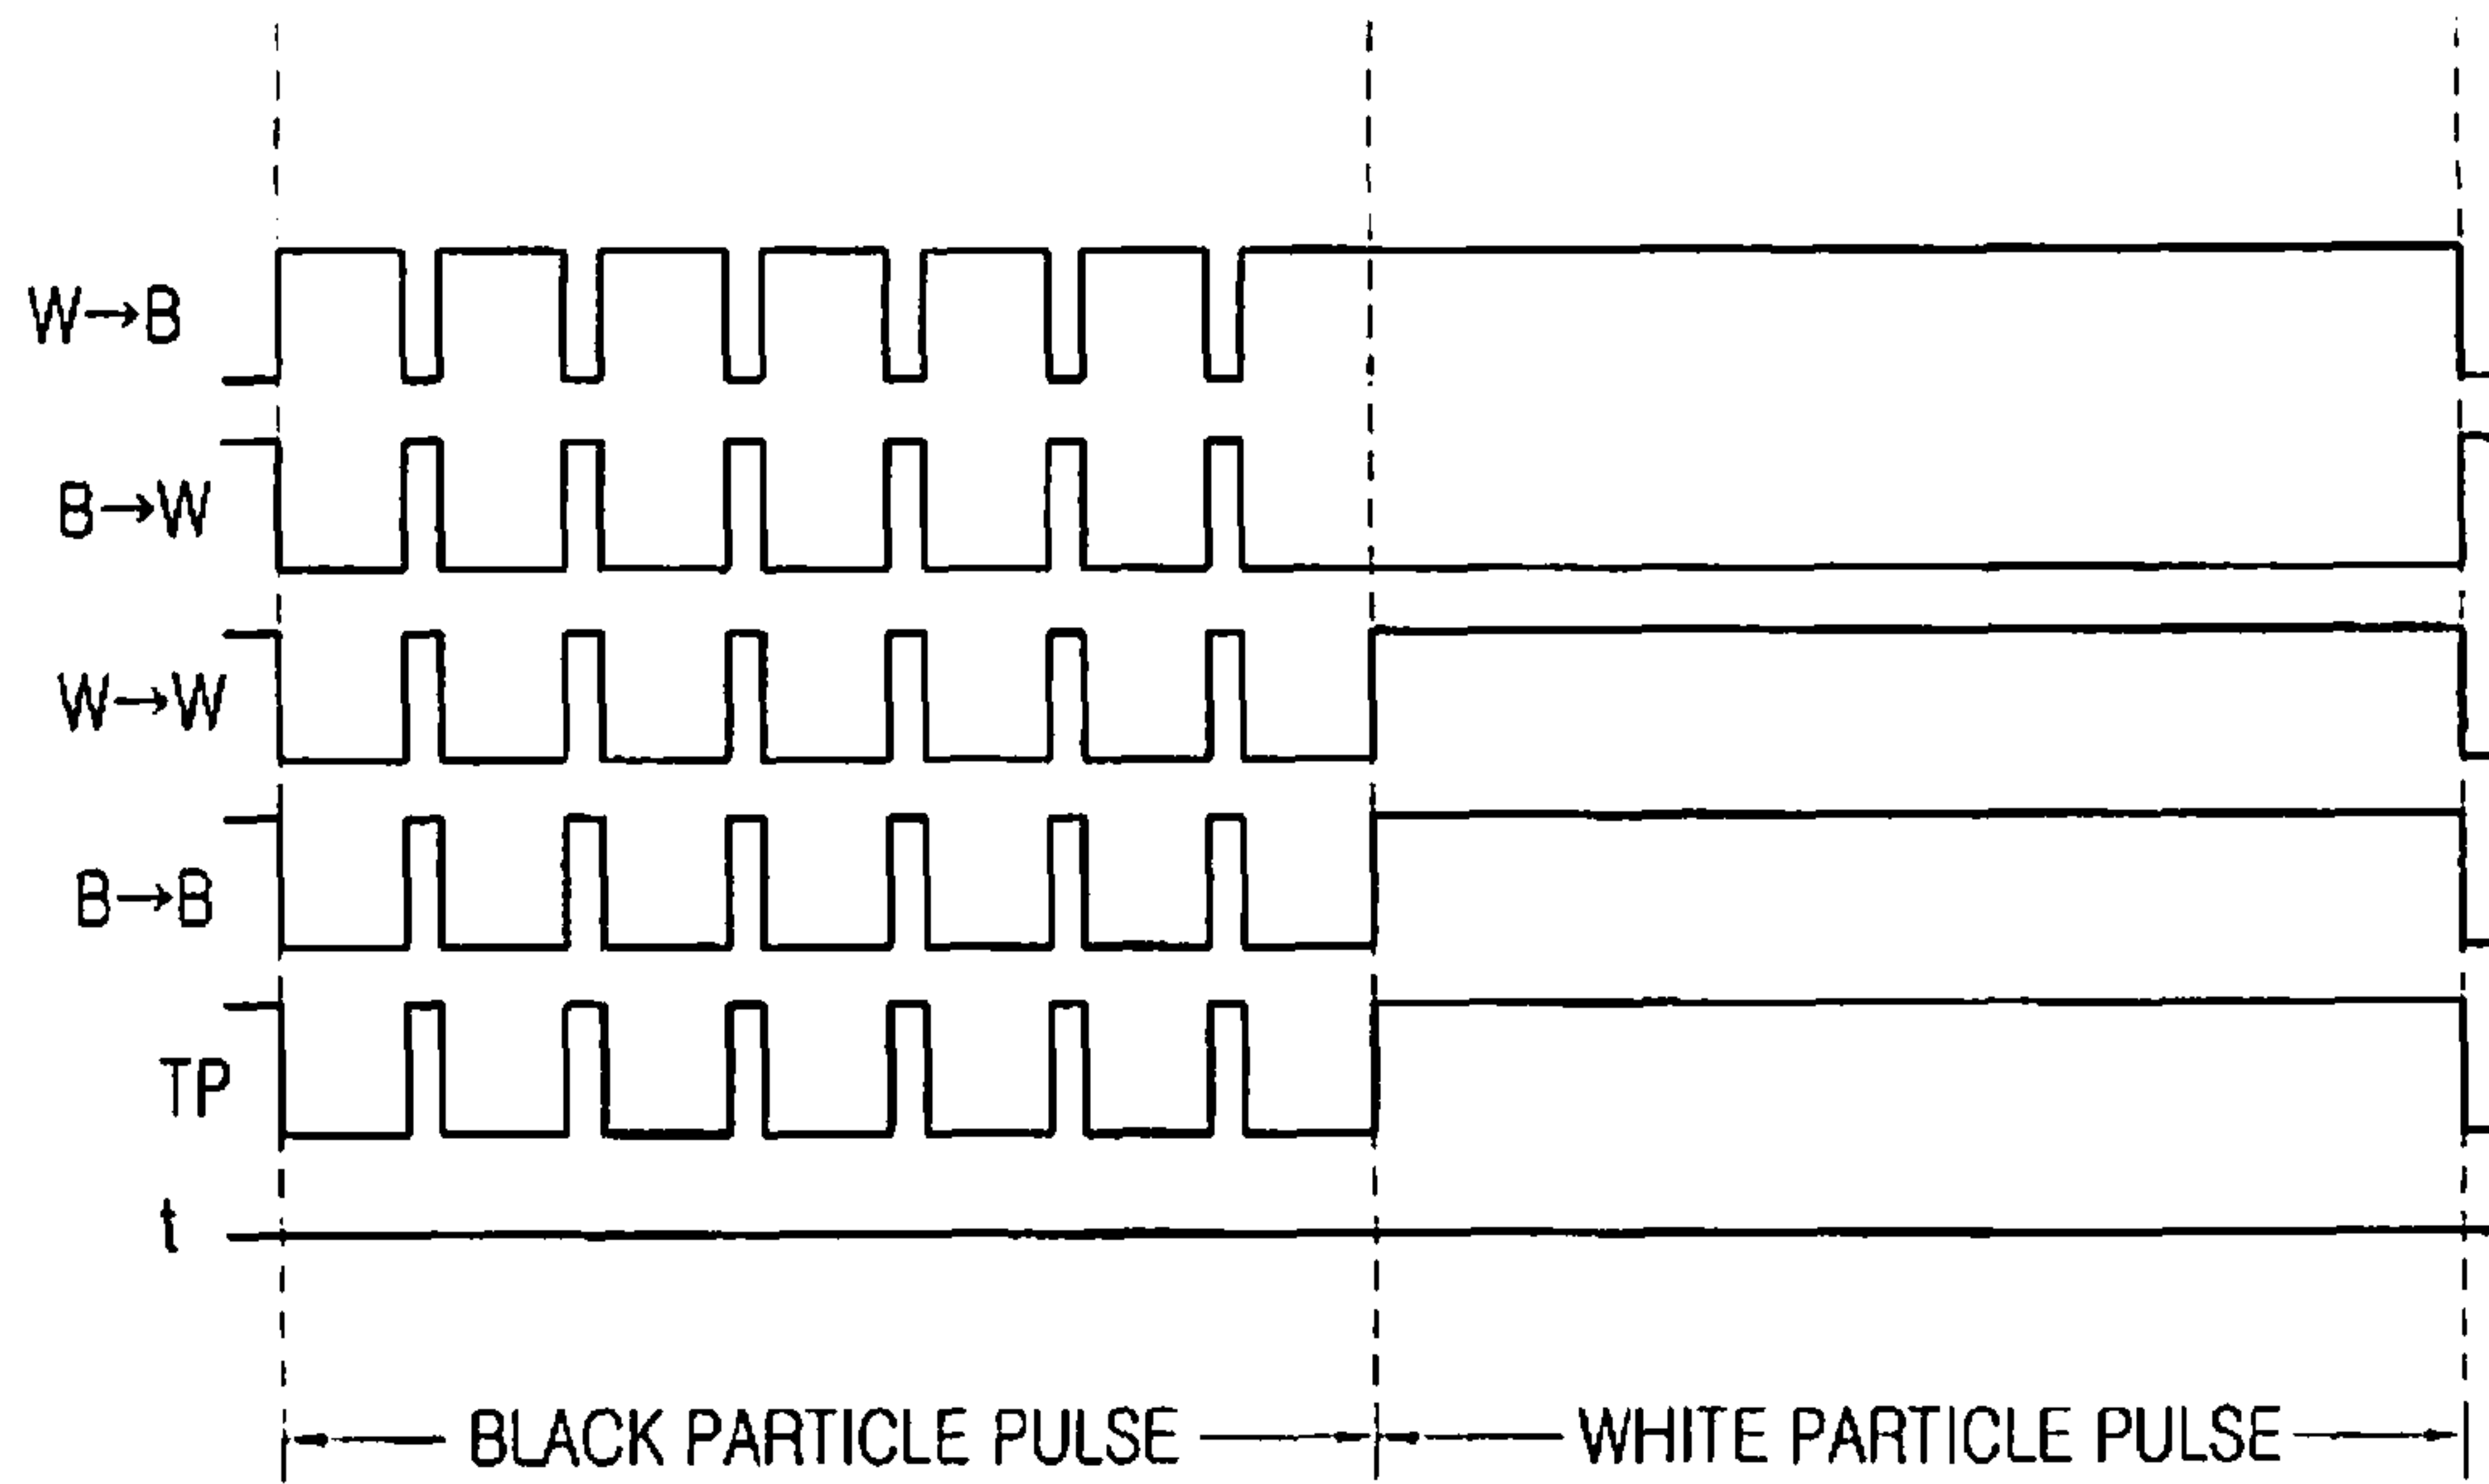 W→B
B→W
W→W
B→B
TP
t
BLACK PARTICLE PULSE
WHITE PARTICLE PULSE